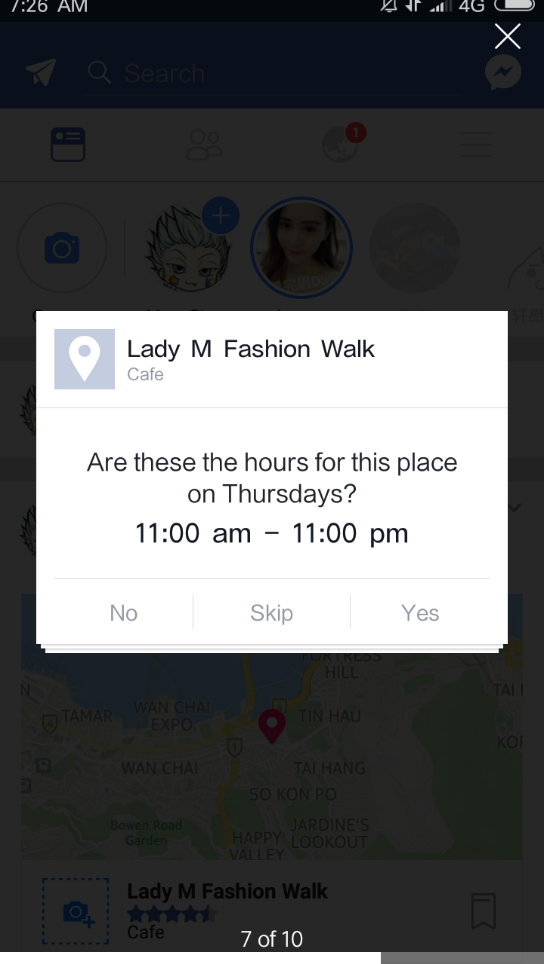 7:26 AM
4G
Search
1
Lady M Fashion Walk
Cafe
Are these the hours for this place
on Thursdays?
11:00 am – 11:00 pm
No
Skip
Yes
FORTRESS
HILL
TAMAR
WAN CHAI
EXPO.
4
TIN HAU
3
WAN CHAI
TAI HANG
SO KON PO
Bowen Road
Garden
HAPPY
VALLEY
JARDINE'S
LOOKOUT
Lady M Fashion Walk
Cafe
7 of 10